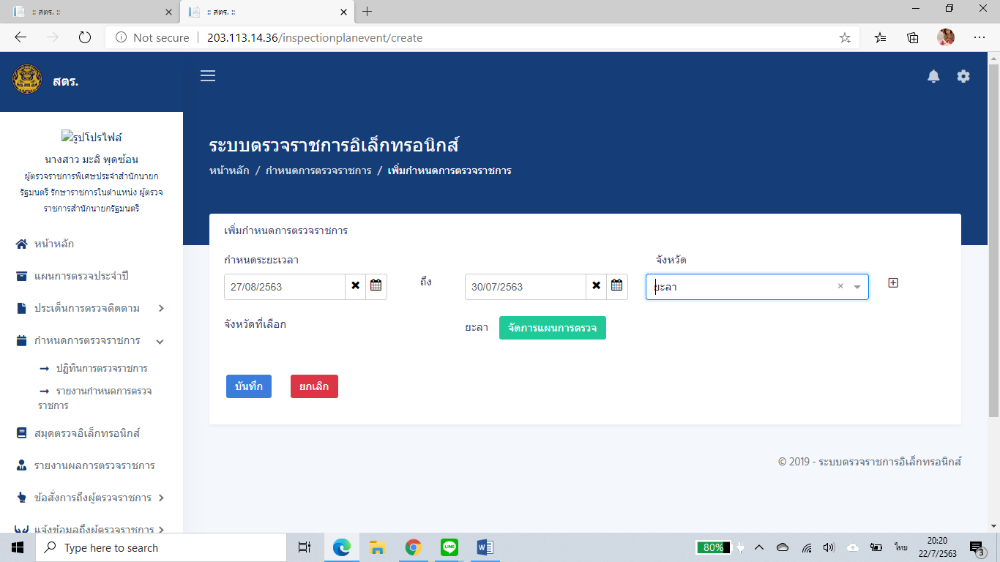 :: สตร. ::
:: สตร. ::
Not secure
203.113.14.36/inspectionplanevent/create
สตร.
รูปโปรไฟล์
นางสาว มะลิ พุดซ้อน
ผู้ตรวจราชการพิเศษประจำสำนักนายก
รัฐมนตรี รักษาราชการในตำแหน่ง ผู้ตรวจ
ราชการสำนักนายกรัฐมนตรี
หน้าหลัก
แผนการตรวจประจำปี
ประเด็นการตรวจติดตาม
กำหนดการตรวจราชการ
ปฏิทินการตรวจราชการ
รายงานกำหนดการตรวจ
ราชการ
สมุดตรวจอิเล็กทรอนิกส์
รายงานผลการตรวจราชการ
ข้อสั่งการถึงผู้ตรวจราชการ
แจ้งข้อมูลถึงผู้ตรวจราชการ
ระบบตรวจราชการอิเล็กทรอนิกส์
หน้าหลัก / กำหนดการตรวจราชการ / เพิ่มกำหนดการตรวจราชการ
เพิ่มกำหนดการตรวจราชการ
กำหนดระยะเวลา
จังหวัด
27/08/2563
ถึง
30/07/2563
ยะลา
จังหวัดที่เลือก
ยะลา
จัดการแผนการตรวจ
บันทึก
ยกเลิก
© 2019 - ระบบตรวจราชการอิเล็กทรอนิกส์
Type here to search
80%
ไทย
20:20
22/7/2563
3